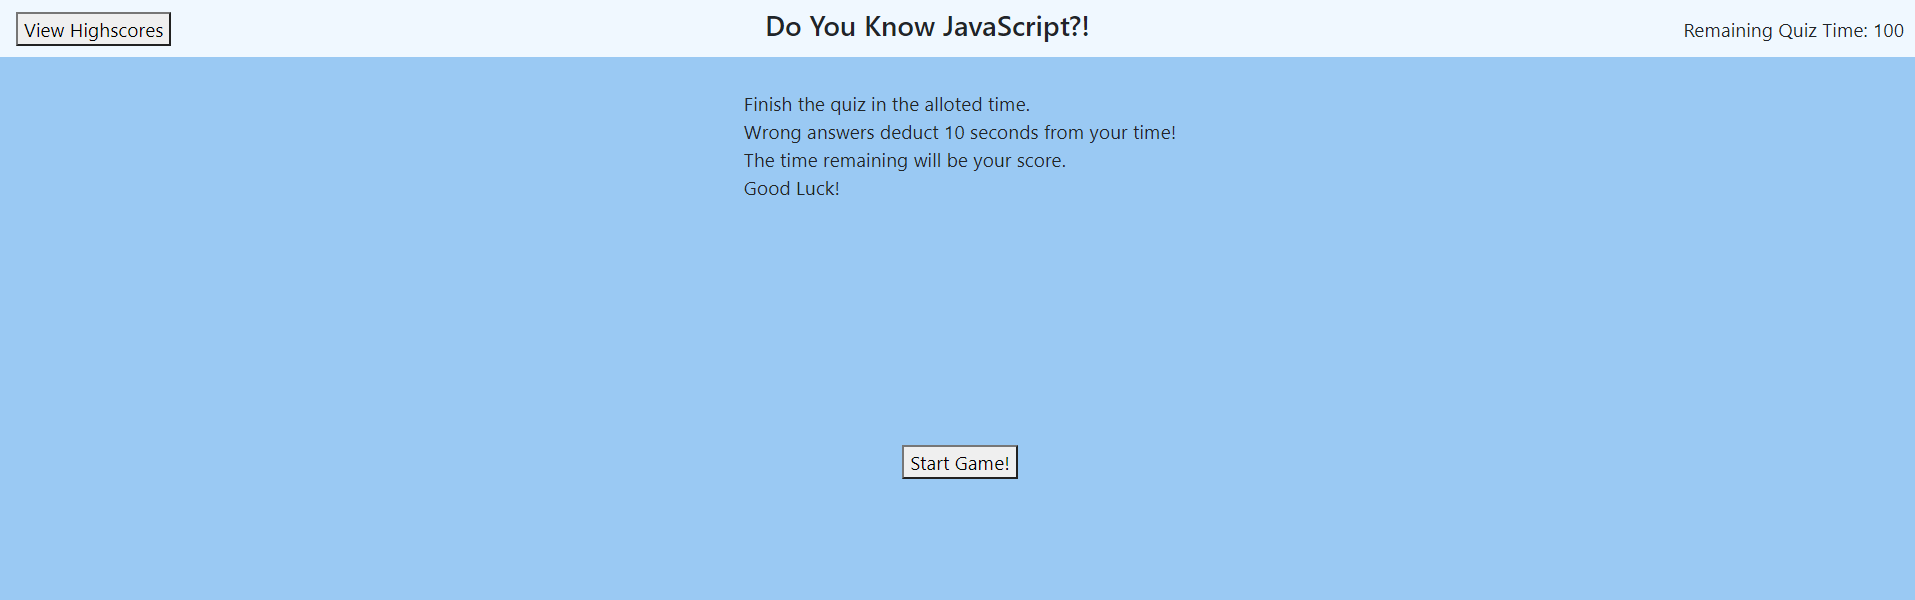 View Highscores
Do You Know JavaScript?!
Remaining Quiz Time: 100
Finish the quiz in the alloted time.
Wrong answers deduct 10 seconds from your time!
The time remaining will be your score.
Good Luck!
Start Game!